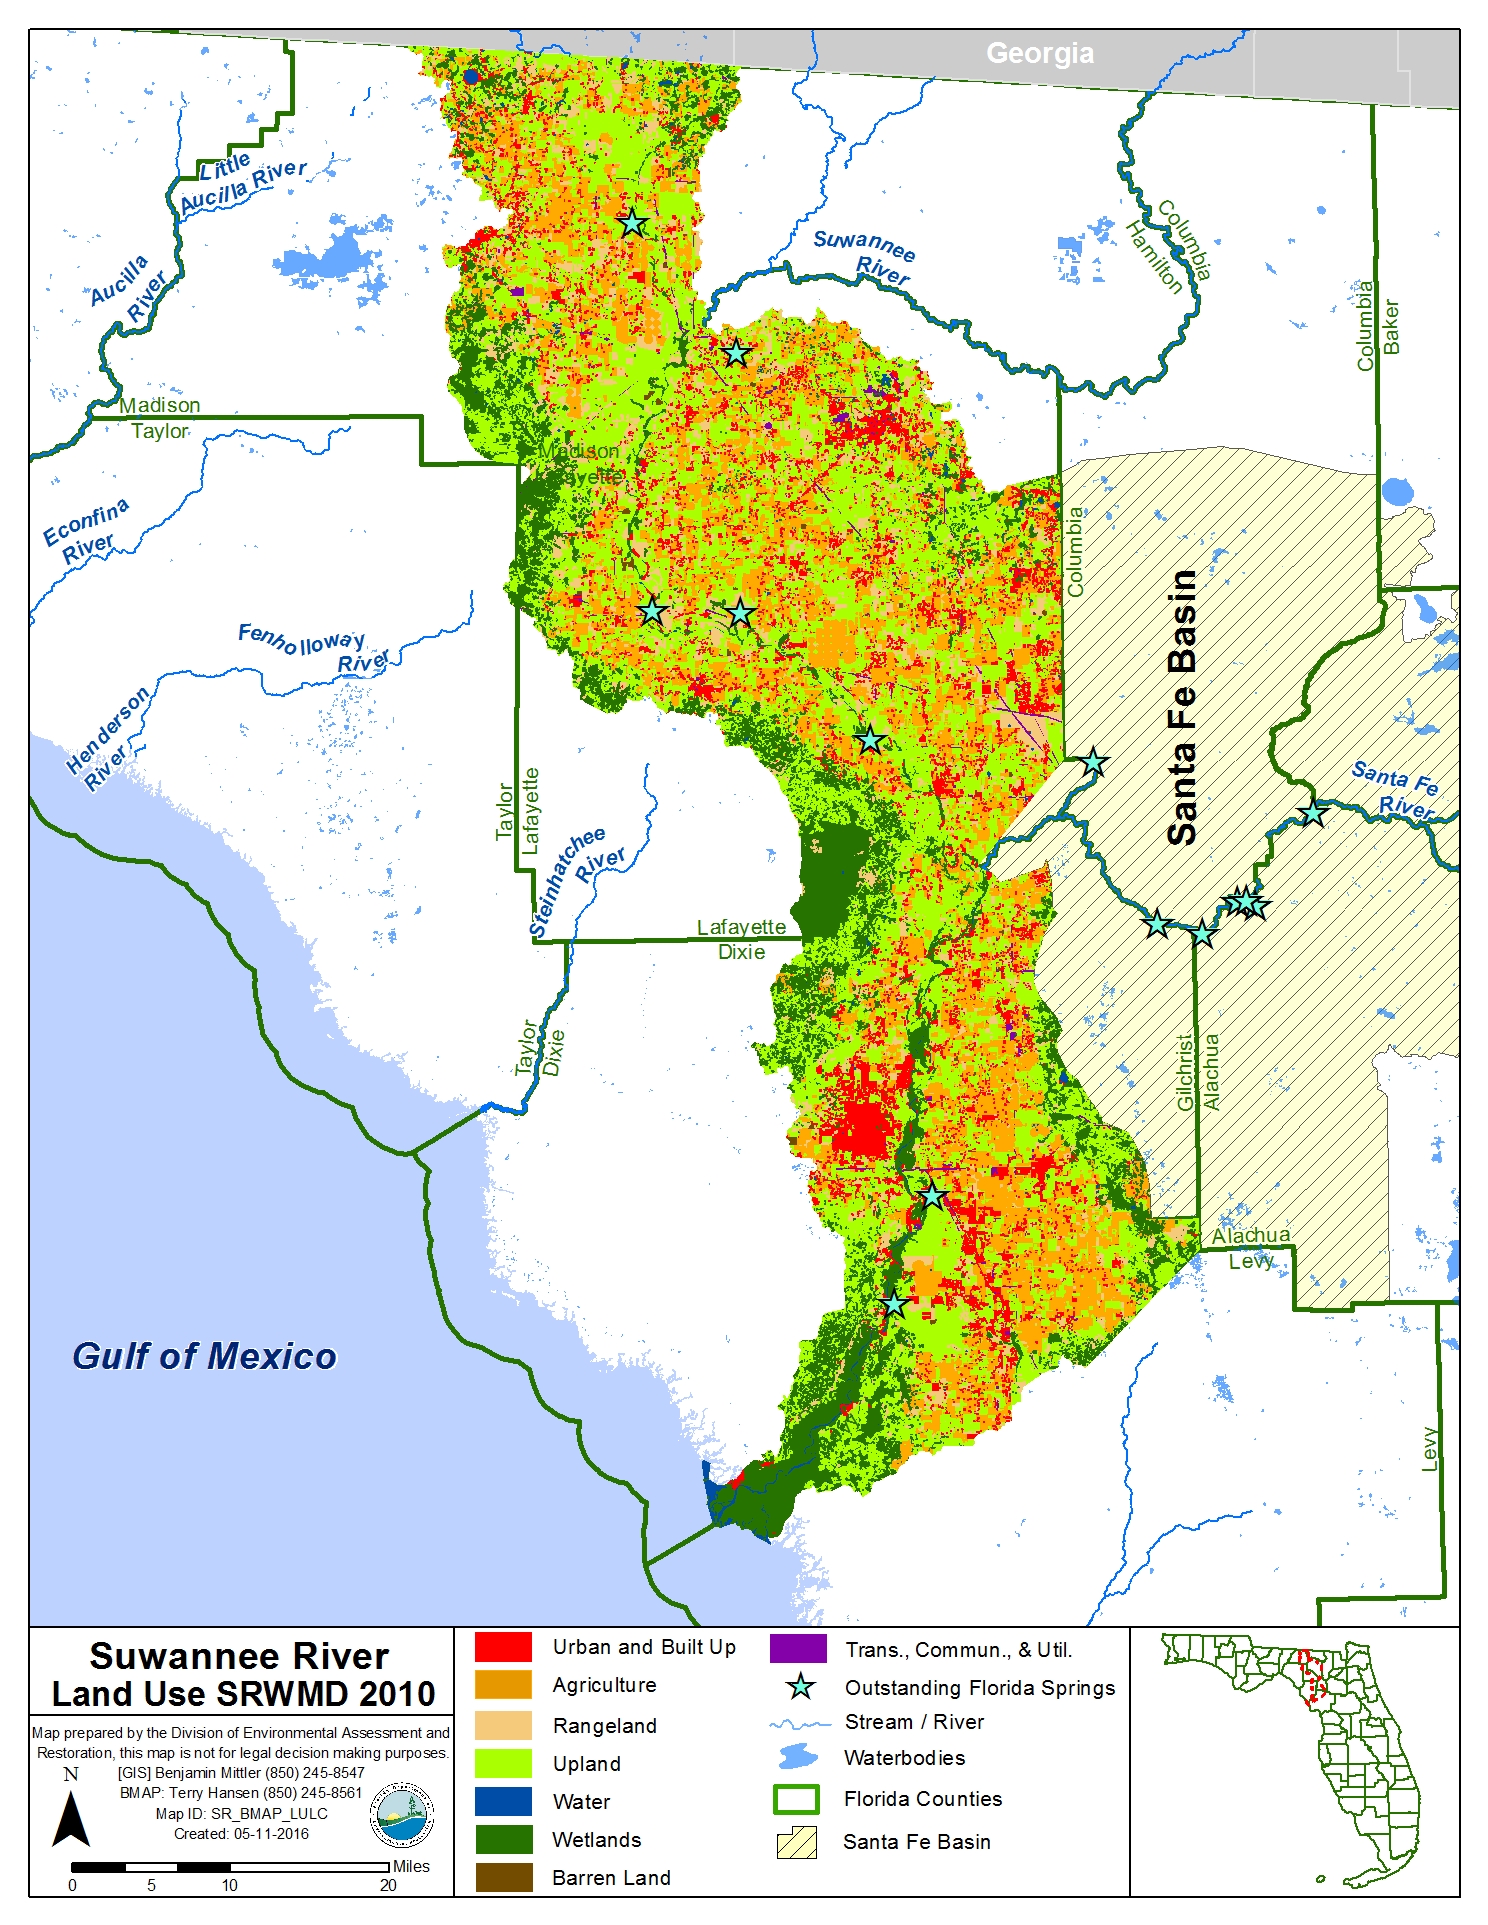 Georgia
Little
Aucilla River
Aucilla
River
Suwannee
River
Columbia
Hamilton
Columbia
Baker
Madison
Taylor
Madison
Econfina
River
Columbia
Santa Fe Basin
Fenholloway
River
Henderson
River
Taylor
Lafayette
Steinhatchee
River
Santa Fe
River
Lafayette
Dixie
Taylor
Dixie
Gilchrist
Alachua
Alachua
Levy
Gulf of Mexico
Levy
Suwannee River
Land Use SRWMD 2010
Map prepared by the Division of Environmental Assessment and
Restoration, this map is not for legal decision making purposes.
N
[GIS] Benjamin Mittler (850) 245-8547
BMAP: Terry Hansen (850) 245-8561
Map ID: SR_BMAP_LULC
Created: 05-11-2016
Miles
0 5 10 20
Urban and Built Up
Agriculture
Rangeland
Upland
Water
Wetlands
Barren Land
Trans., Commun., & Util.
Outstanding Florida Springs
Stream / River
Waterbodies
Florida Counties
Santa Fe Basin